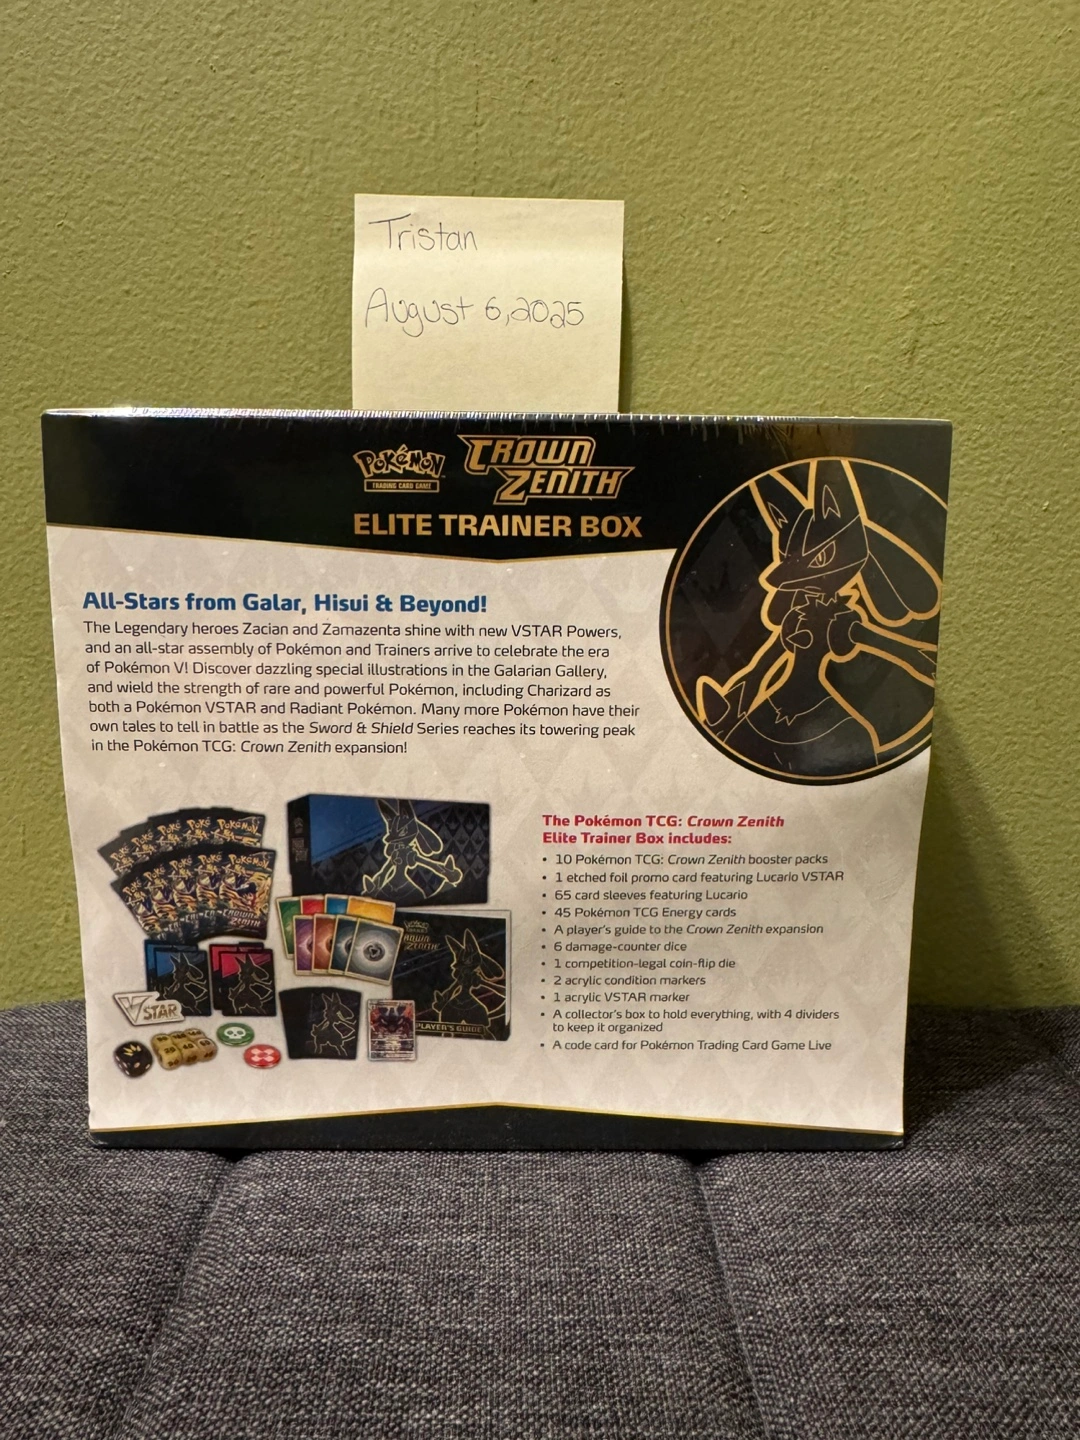 Tristan
August 6, 2025
Pokémon
TRADING CARD GAME
CROWN
ZENITH
ELITE TRAINER BOX
All-Stars from Galar, Hisui & Beyond!
The Legendary heroes Zacian and Zamazenta shine with new VSTAR Powers,
and an all-star assembly of Pokémon and Trainers arrive to celebrate the era
of Pokémon V! Discover dazzling special illustrations in the Galarian Gallery,
and wield the strength of rare and powerful Pokémon, including Charizard as
both a Pokémon VSTAR and Radiant Pokémon. Many more Pokémon have their
own tales to tell in battle as the Sword & Shield Series reaches its towering peak
in the Pokémon TCG: Crown Zenith expansion!
The Pokémon TCG: Crown Zenith
Elite Trainer Box includes:
• 10 Pokémon TCG: Crown Zenith booster packs
• 1 etched foil promo card featuring Lucario VSTAR
• 65 card sleeves featuring Lucario
• 45 Pokémon TCG Energy cards
• A player's guide to the Crown Zenith expansion
• 6 damage-counter dice
• 1 competition-legal coin-flip die
• 2 acrylic condition markers
• 1 acrylic VSTAR marker
• A collector's box to hold everything, with 4 dividers
to keep it organized
• A code card for Pokémon Trading Card Game Live
Pokémon
CROWN
ZENITH
VSTAR
PLAYER'S GUIDE